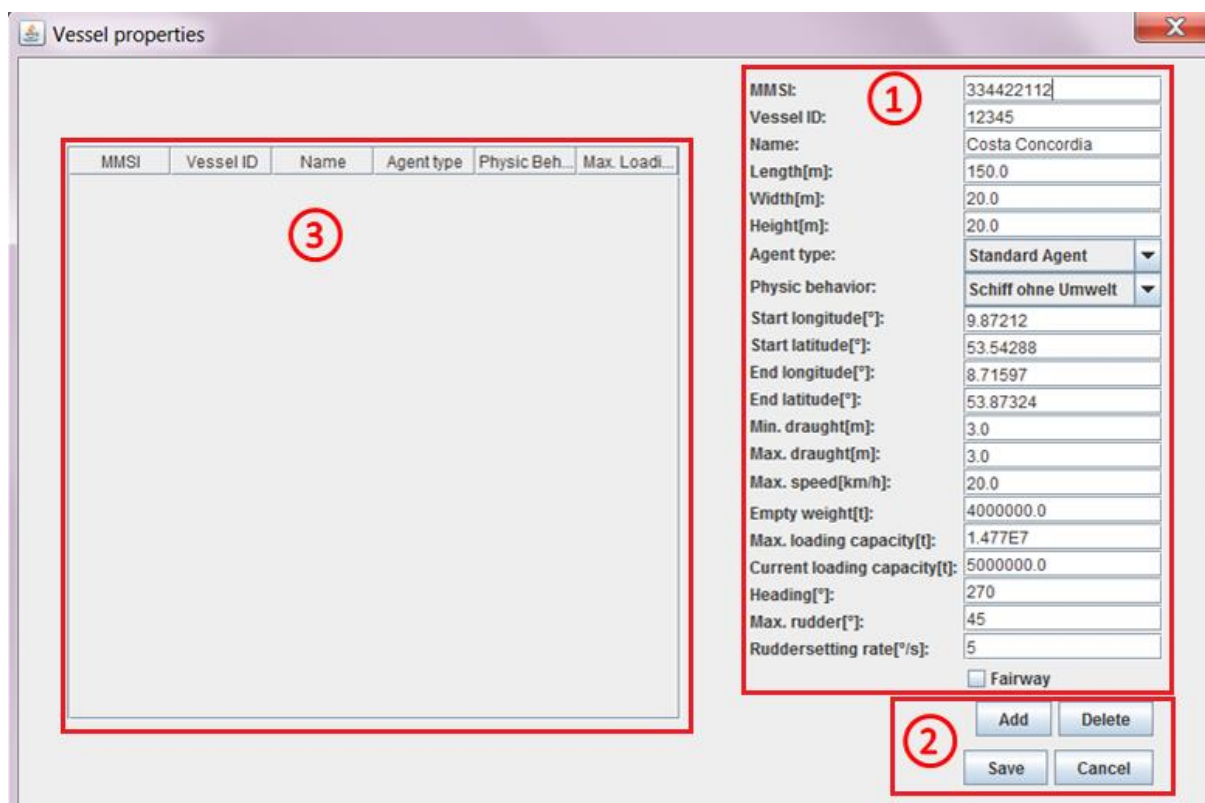 Vessel properties
X
1
MMSI: 334422112
Vessel ID: 12345
Name: Costa Concordia
Length[m]: 150.0
Width[m]: 20.0
Height[m]: 20.0
Agent type: Standard Agent
Physic behavior: Schiff ohne Umwelt
Start longitude[°]: 9.87212
Start latitude[°]: 53.54288
End longitude[°]: 8.71597
End latitude[°]: 53.87324
Min. draught[m]: 3.0
Max. draught[m]: 3.0
Max. speed[km/h]: 20.0
Empty weight[t]: 4000000.0
Max. loading capacity[t]: 1.477E7
Current loading capacity[t]: 5000000.0
Heading[°]: 270
Max. rudder[°]: 45
Ruddersetting rate[°/s]: 5
Fairway
2
Add Delete
Save Cancel
MMSI Vessel ID Name Agent type Physic Beh... Max. Loadi...
3